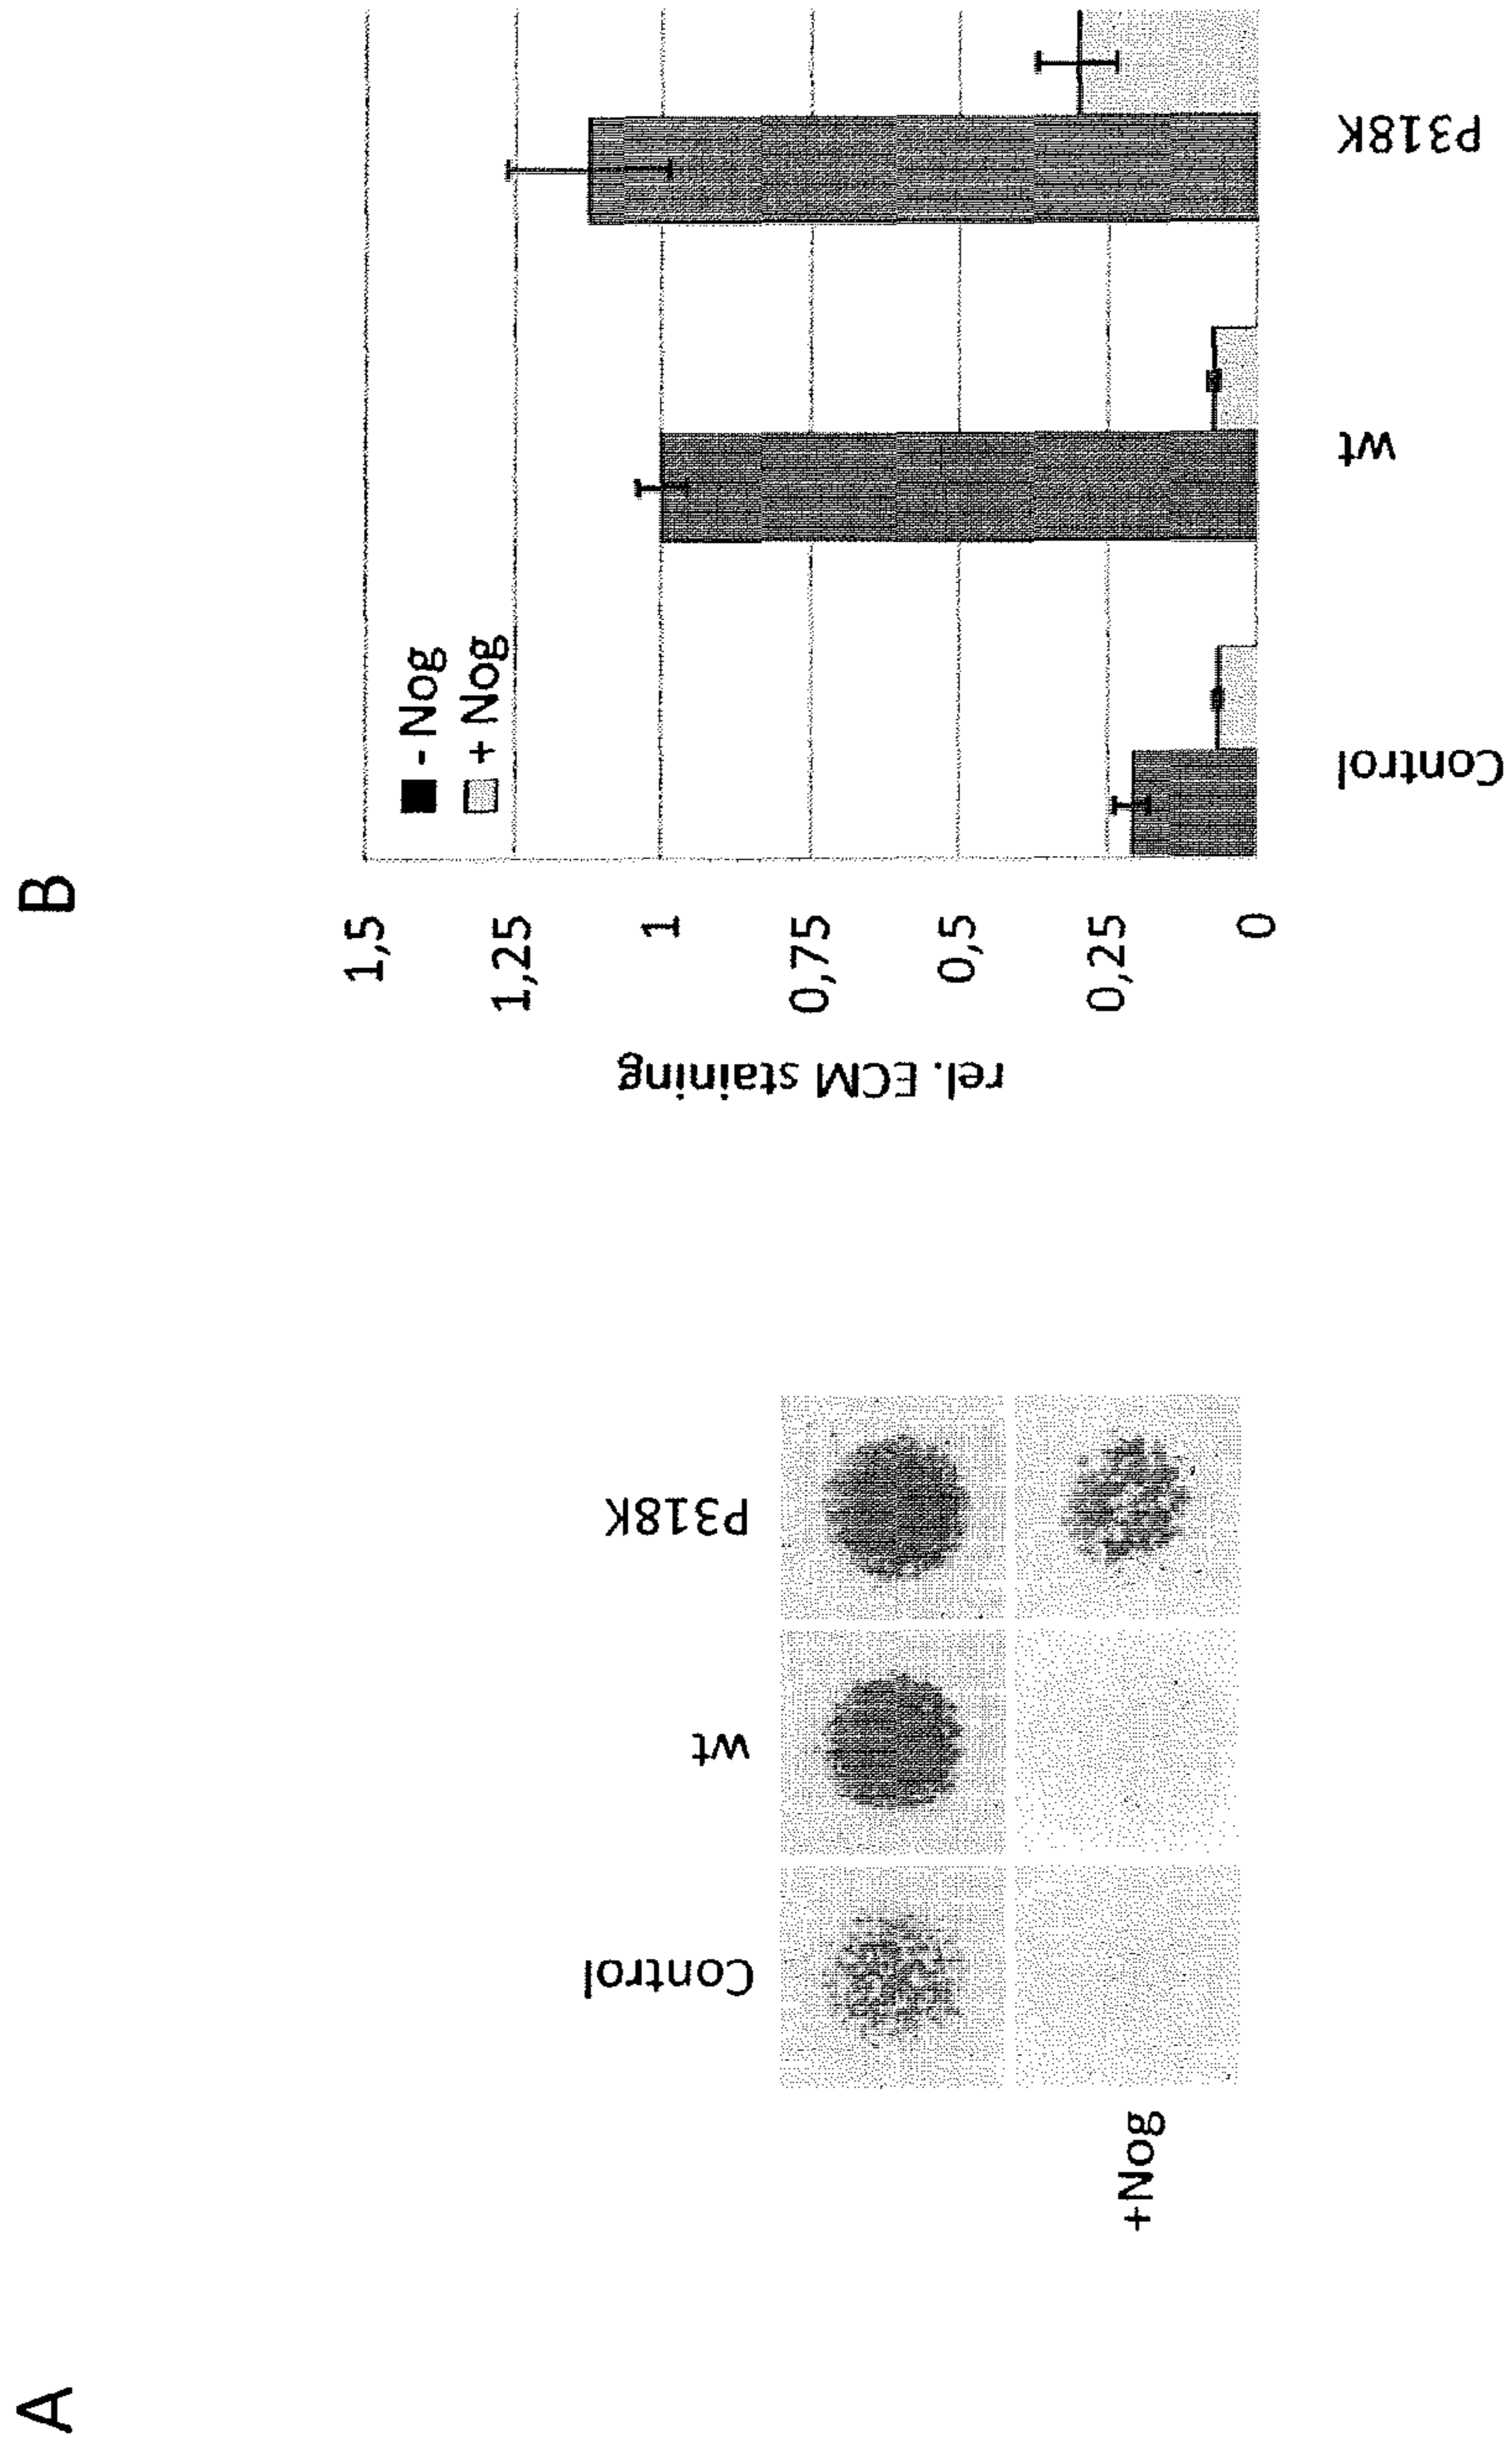 A
Control
wt
P318K
+Nog
B
rel. ECM staining
1,5
1,25
1
0,75
0,5
0,25
0
- Nog
+ Nog
Control
wt
P318K